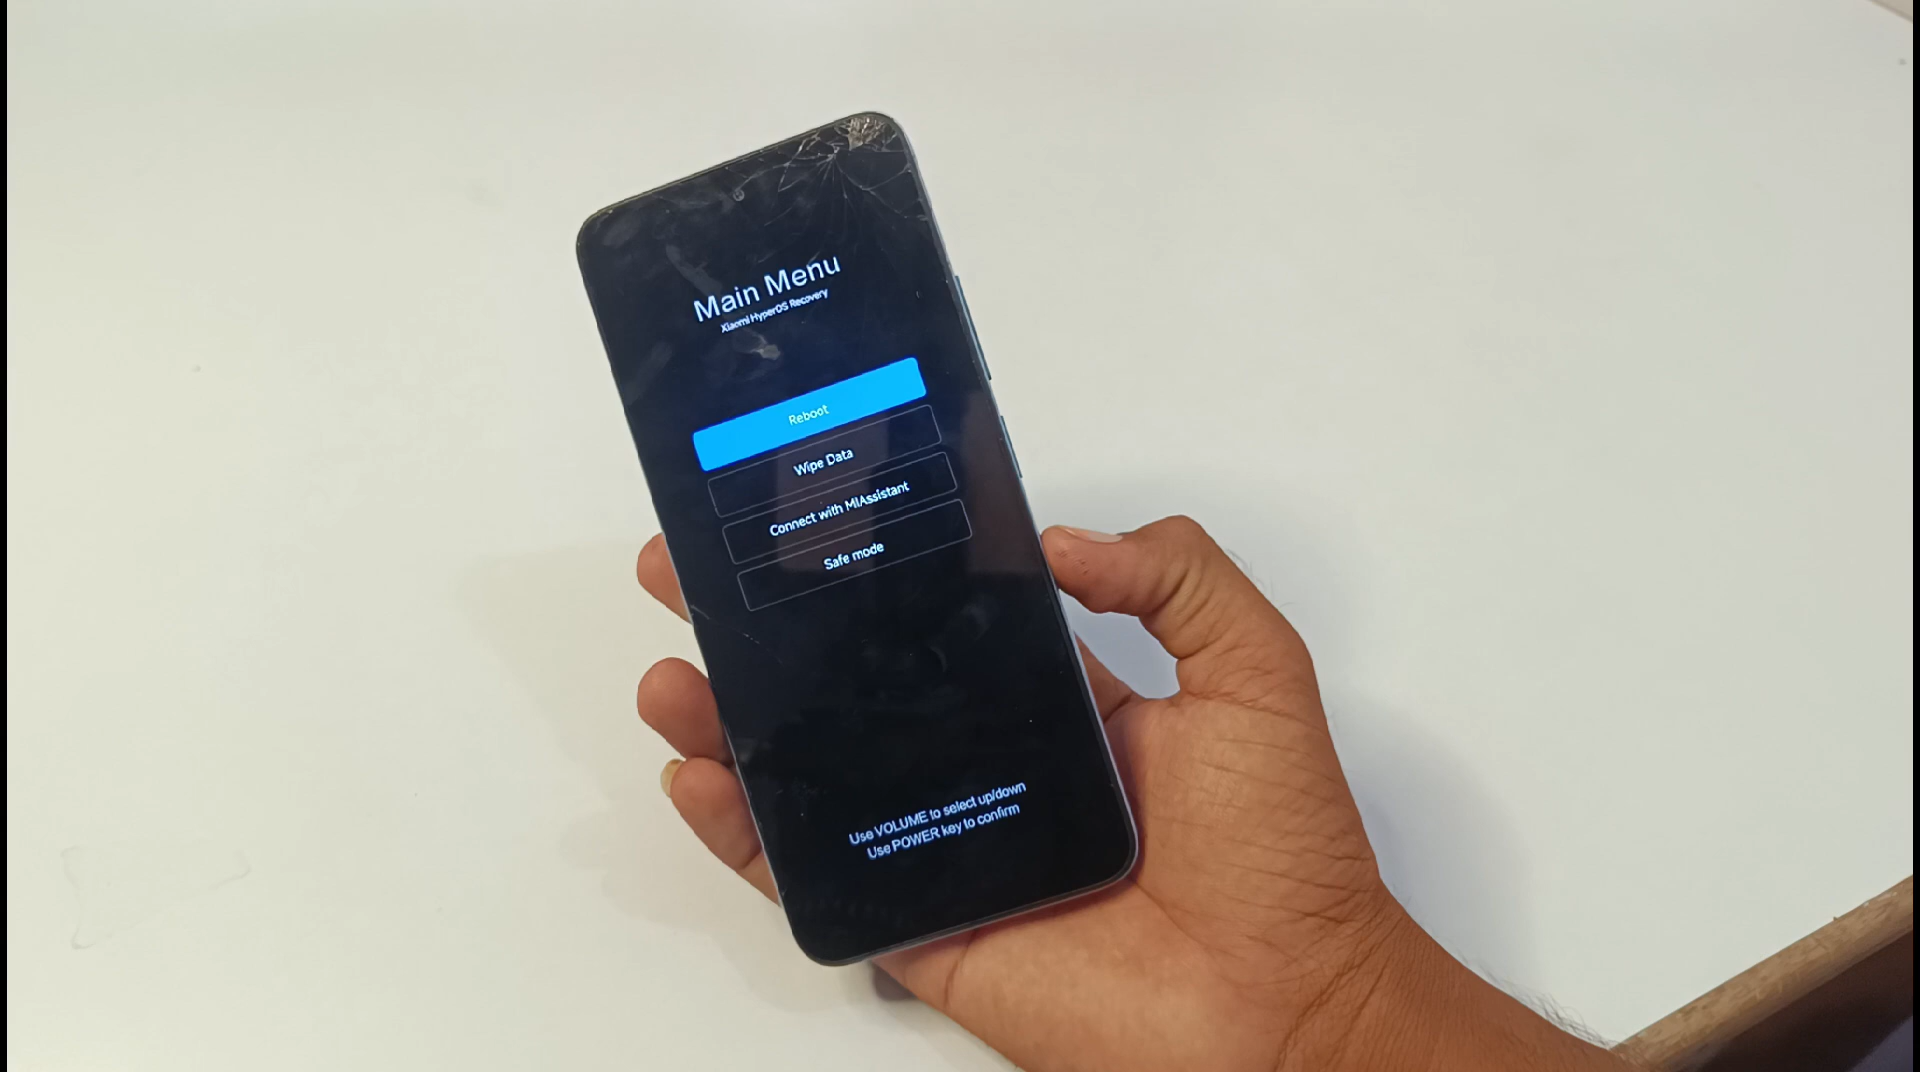 Main Menu
Xiaomi HyperOS Recovery
Reboot
Wipe Data
Connect with MIAssistant
Safe mode
Use VOLUME to select up/down
Use POWER key to confirm